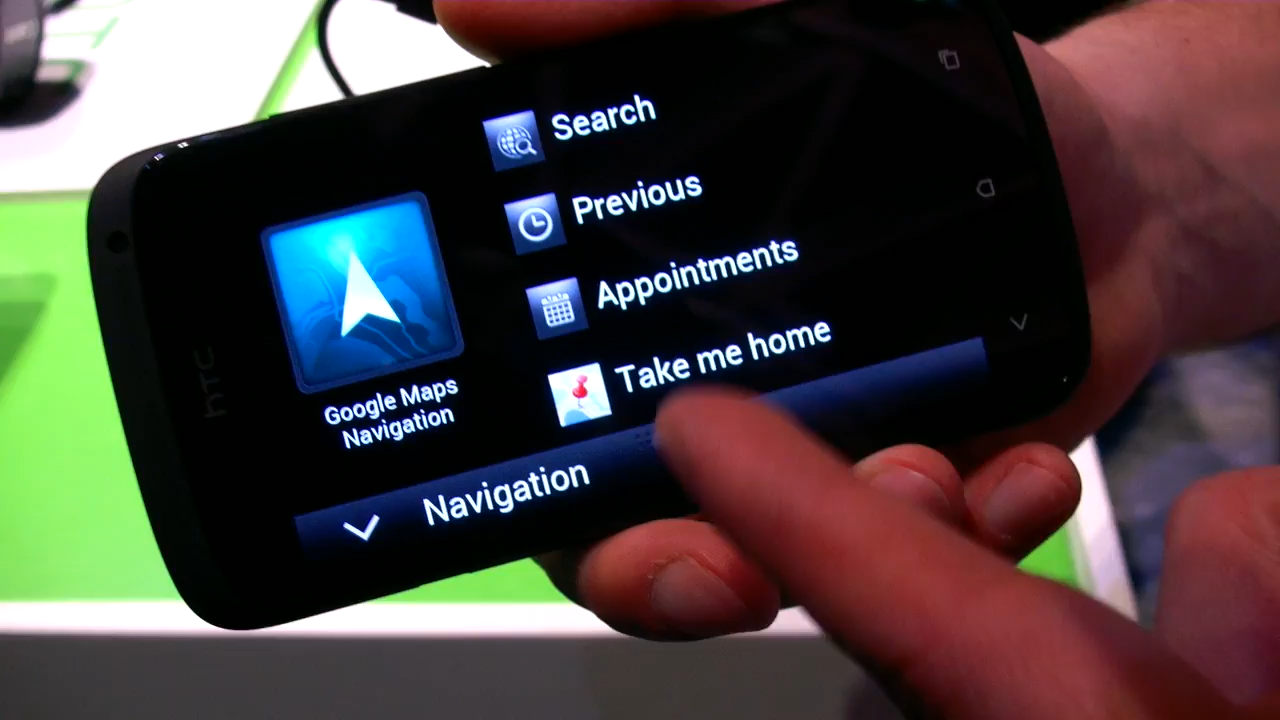 Search
Previous
Appointments
Take me home
Google Maps
Navigation
Navigation
hTC